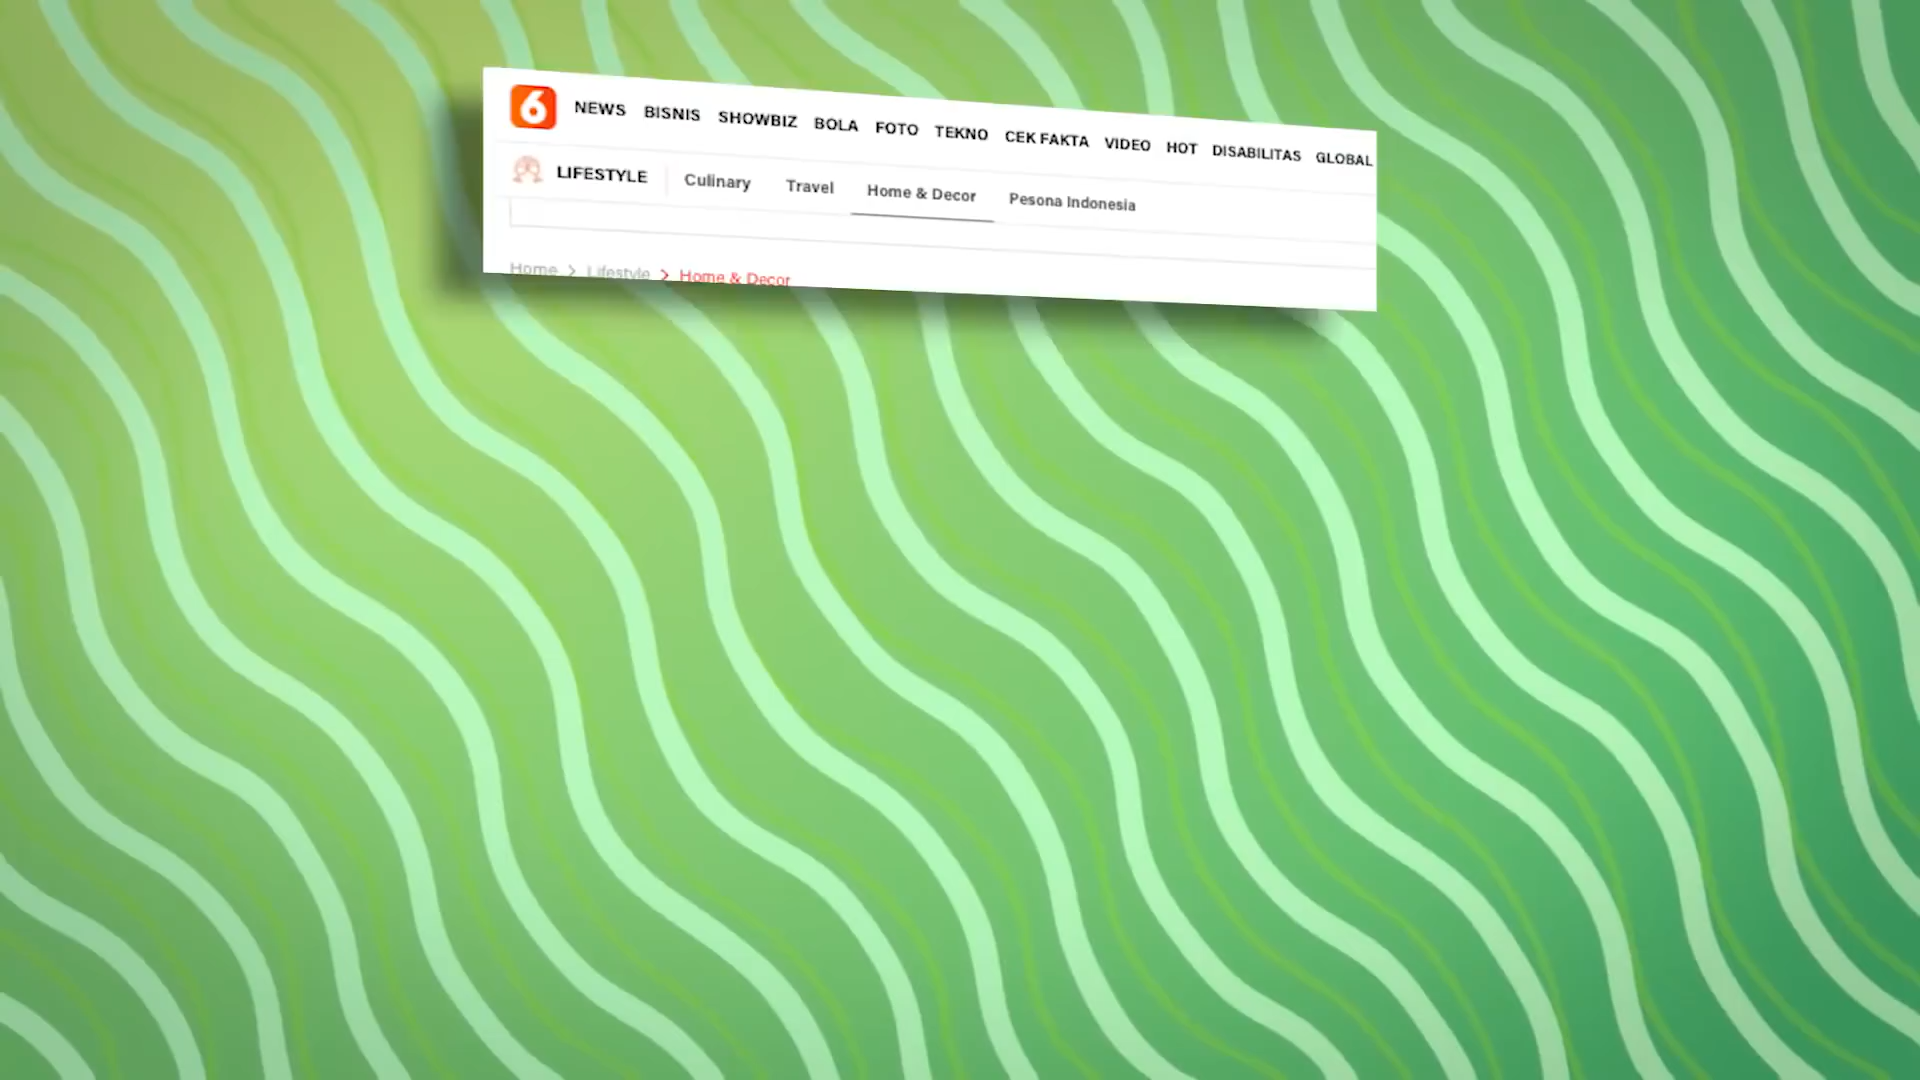 6 NEWS BISNIS SHOWBIZ BOLA FOTO TEKNO CEK FAKTA VIDEO HOT DISABILITAS GLOBAL
LIFESTYLE Culinary Travel Home & Decor Pesona Indonesia
Home > Lifestyle > Home & Decor